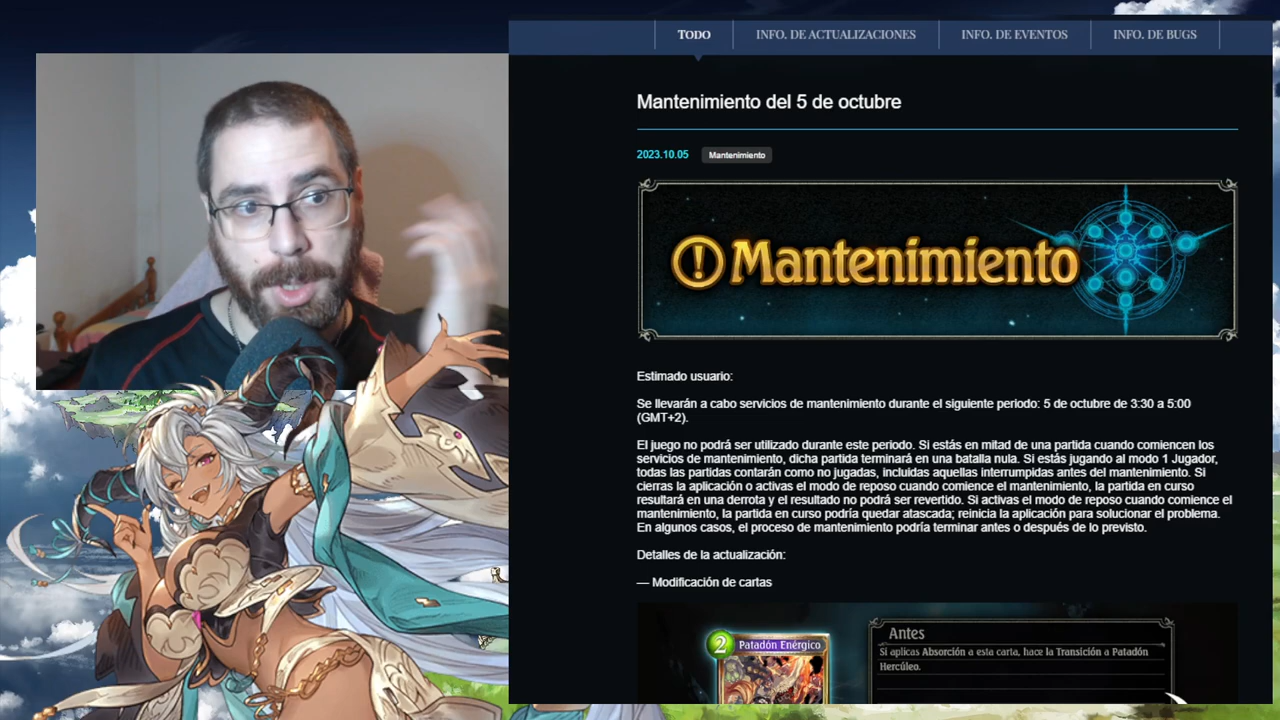 TODO
INFO. DE ACTUALIZACIONES
INFO. DE EVENTOS
INFO. DE BUGS
Mantenimiento del 5 de octubre
2023.10.05
Mantenimiento
Mantenimiento
Estimado usuario:
Se llevarán a cabo servicios de mantenimiento durante el siguiente periodo: 5 de octubre de 3:30 a 5:00
(GMT+2).
El juego no podrá ser utilizado durante este periodo. Si estás en mitad de una partida cuando comiencen los
servicios de mantenimiento, dicha partida terminará en una batalla nula. Si estás jugando al modo 1 Jugador,
todas las partidas contarán como no jugadas, incluidas aquellas interrumpidas antes del mantenimiento. Si
cierras la aplicación o activas el modo de reposo cuando comience el mantenimiento, la partida en curso
resultará en una derrota y el resultado no podrá ser revertido. Si activas el modo de reposo cuando comience el
mantenimiento, la partida en curso podría quedar atascada; reinicia la aplicación para solucionar el problema.
En algunos casos, el proceso de mantenimiento podría terminar antes o después de lo previsto.
Detalles de la actualización:
— Modificación de cartas
2 Patadón Enérgico
Antes
Si aplicas Absorción a esta carta, hace la Transición a Patadón
Hercúleo.